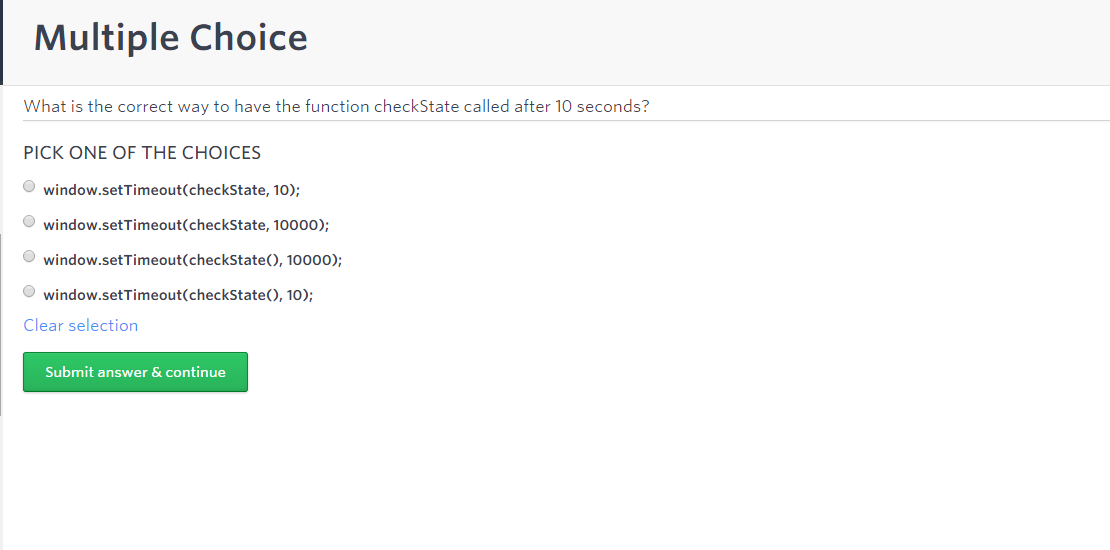 Multiple Choice
What is the correct way to have the function checkState called after 10 seconds?
PICK ONE OF THE CHOICES
window.setTimeout(checkState, 10);
window.setTimeout(checkState, 10000);
window.setTimeout(checkState(), 10000);
window.setTimeout(checkState(), 10);
Clear selection
Submit answer & continue